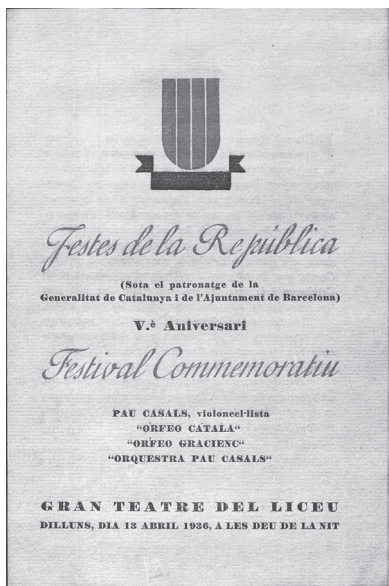 Festes de la República
(Sota el patronatge de la
Generalitat de Catalunya i de l'Ajuntament de Barcelona)
V.è Aniversari
Festival Commemoratiu
PAU CASALS, violoncel·lista
“ORFEO CATALA“
“ORFEO GRACIENC“
“ORQUESTRA PAU CASALS“
GRAN TEATRE DEL LICEU
DILLUNS, DIA 13 ABRIL 1936, A LES DEU DE LA NIT